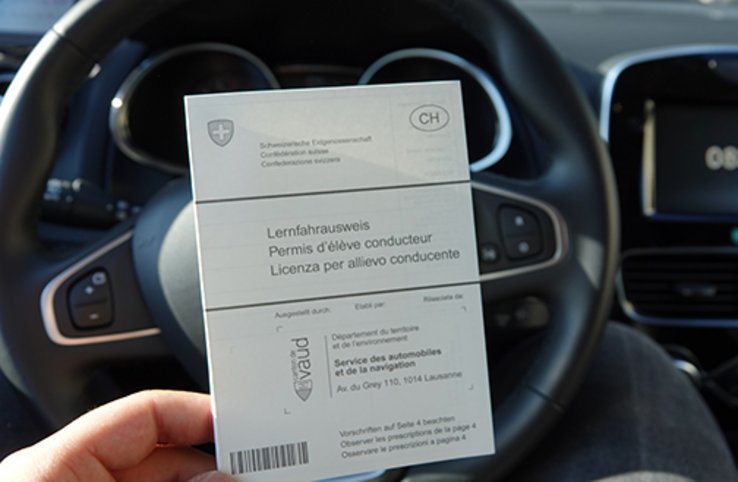 CH
Schweizerische Eidgenossenschaft
Confédération suisse
Confederazione svizzera
Lernfahrausweis
Permis d'élève conducteur
Licenza per allievo conducente
Ausgestellt durch: Etabli par: Rilasciata da:
canton de
vaud
Département du territoire
et de l'environnement
Service des automobiles
et de la navigation
Av. du Grey 110, 1014 Lausanne
Vorschriften auf Seite 4 beachten
Observer les prescriptions de la page 4
Osservare le prescrizioni a pagina 4
08